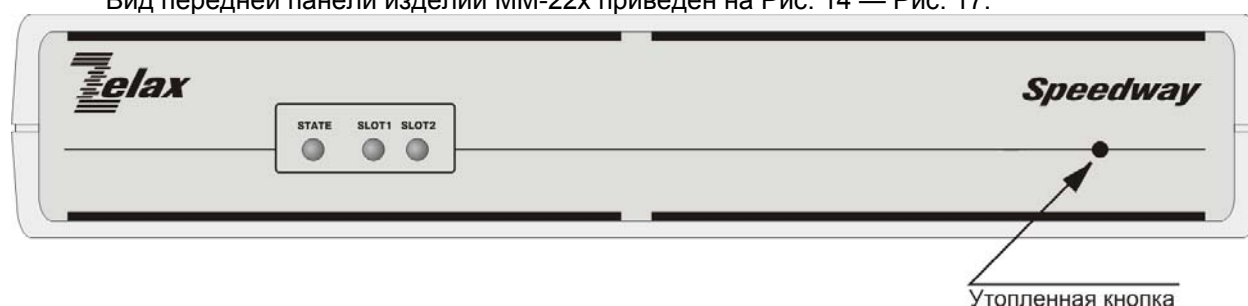 Вид передней панели изделий ММ-22х приведен на Рис. 14 — Рис. 17.
Zelax
Speedway
STATE SLOT1 SLOT2
Утопленная кнопка